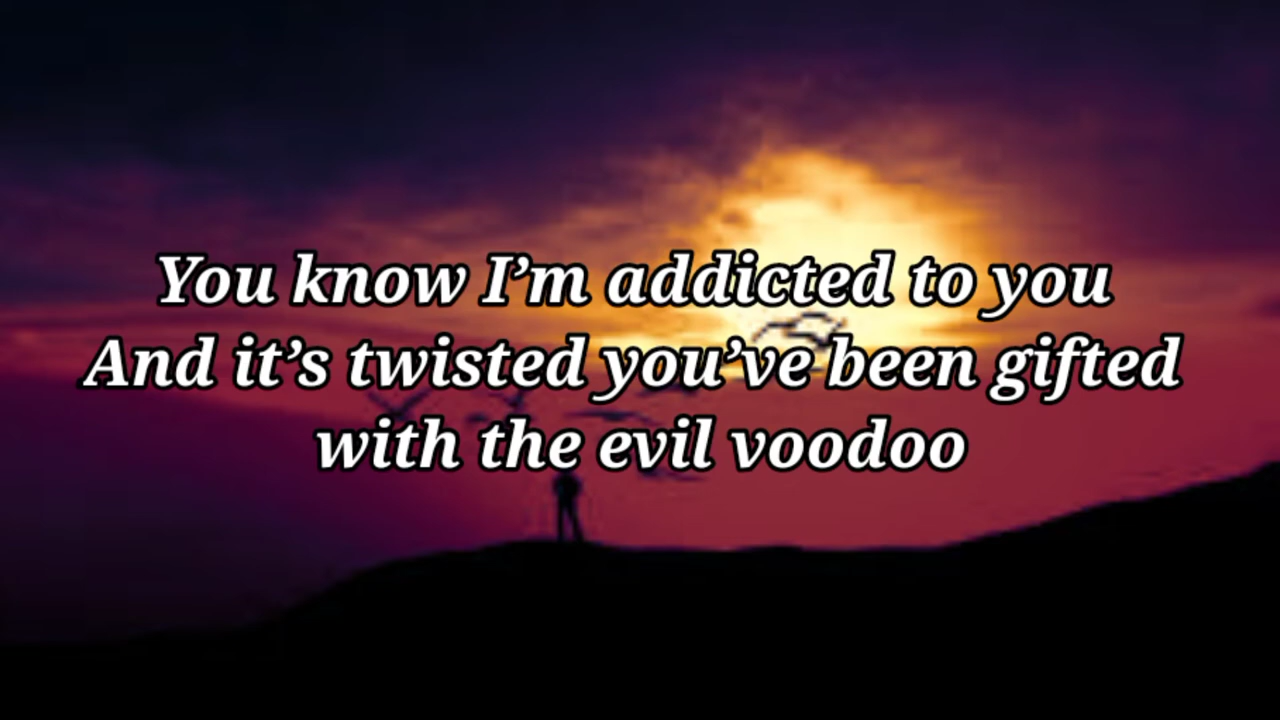 You know I’m addicted to you
And it’s twisted you’ve been gifted
with the evil voodoo